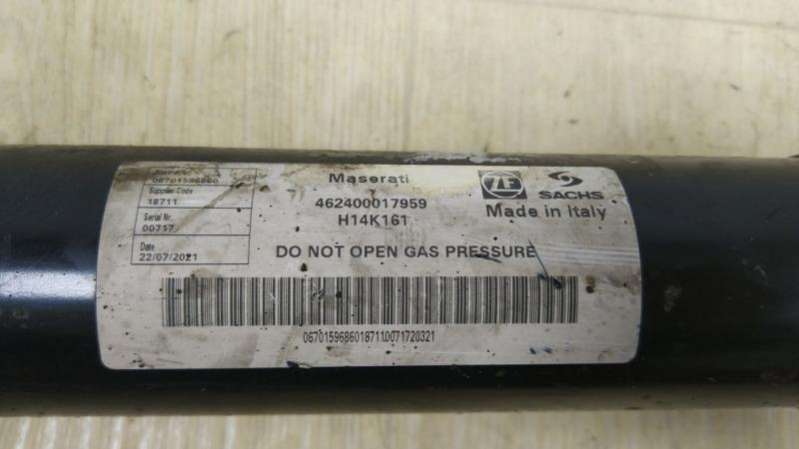 Supplier Code
18711
Serial Nr.
00717
Date
22/07/2021
Maserati
462400017959
H14K161
ZF SACHS
Made in Italy
DO NOT OPEN GAS PRESSURE